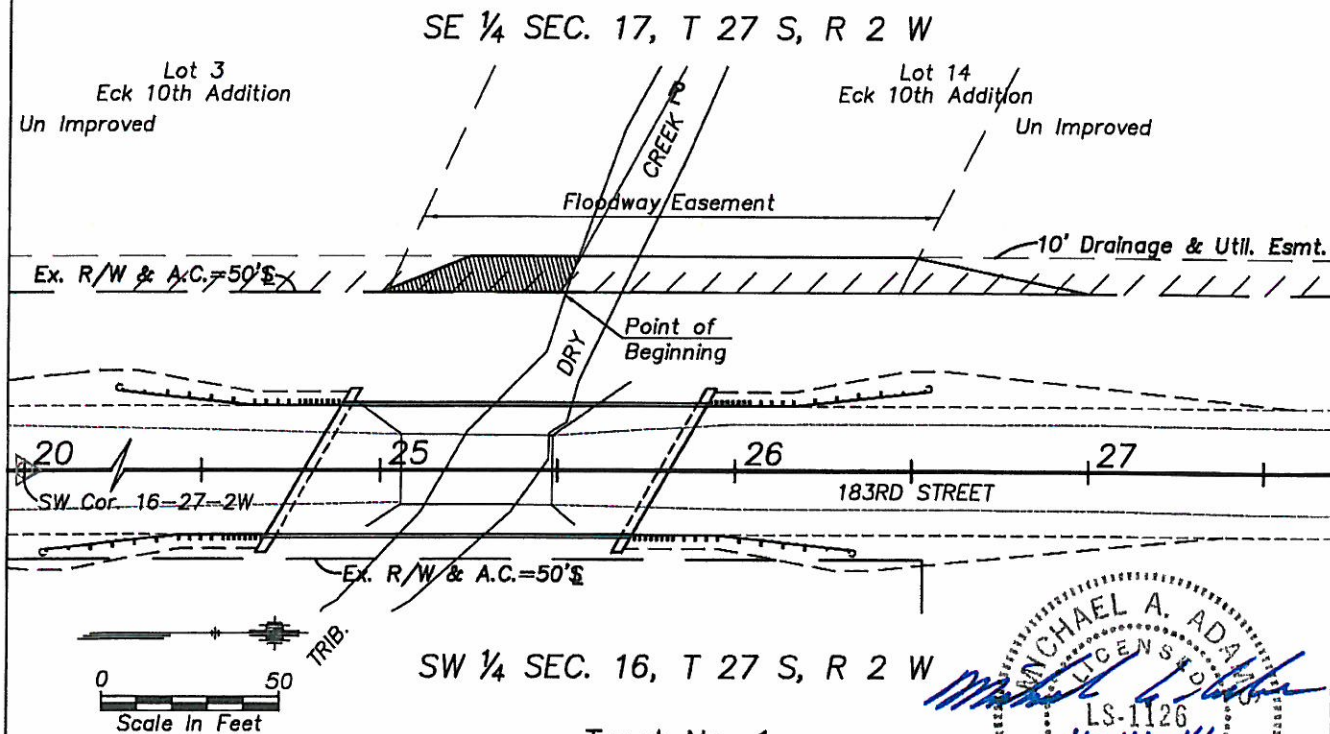 SE ¼ SEC. 17, T 27 S, R 2 W
Lot 3
Eck 10th Addition
Un Improved
Lot 14
Eck 10th Addition
Un Improved
CREEK
Floodway Easement
10' Drainage & Util. Esmt.
Ex. R/W & A.C.=50'
Point of
Beginning
DRY
20
25
26
27
SW Cor. 16-27-2W
183RD STREET
Ex. R/W & A.C.=50'
TRIB.
0 50
Scale In Feet
SW ¼ SEC. 16, T 27 S, R 2 W
MICHAEL A. ADAMS
LICENSED
LS-1126